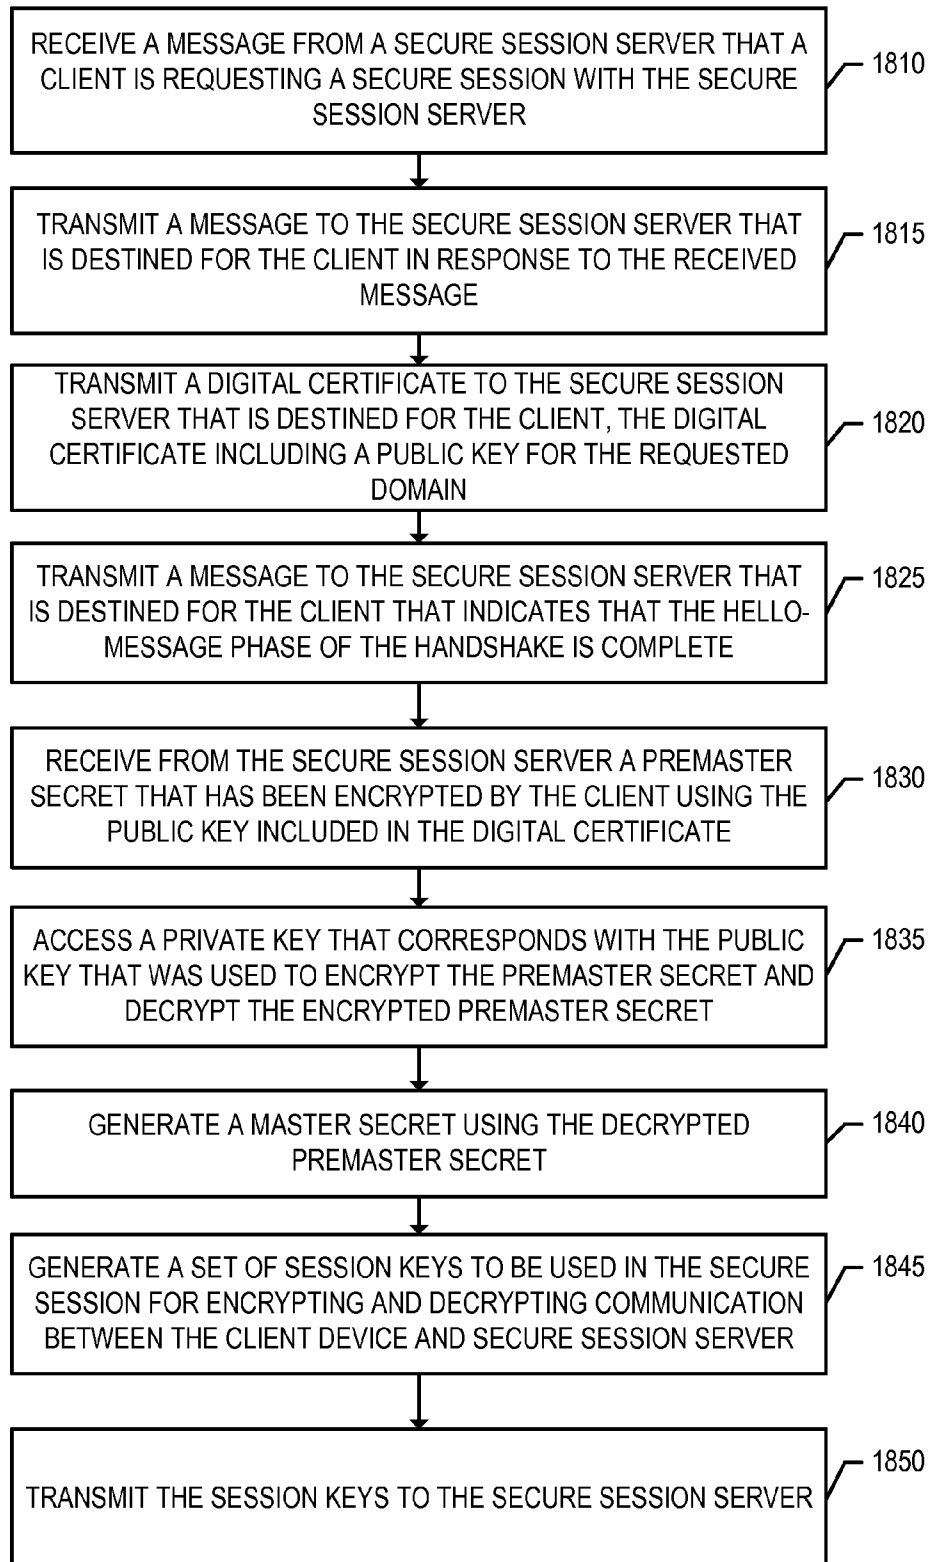 RECEIVE A MESSAGE FROM A SECURE SESSION SERVER THAT A
CLIENT IS REQUESTING A SECURE SESSION WITH THE SECURE
SESSION SERVER
1810
TRANSMIT A MESSAGE TO THE SECURE SESSION SERVER THAT
IS DESTINED FOR THE CLIENT IN RESPONSE TO THE RECEIVED
MESSAGE
1815
TRANSMIT A DIGITAL CERTIFICATE TO THE SECURE SESSION
SERVER THAT IS DESTINED FOR THE CLIENT, THE DIGITAL
CERTIFICATE INCLUDING A PUBLIC KEY FOR THE REQUESTED
DOMAIN
1820
TRANSMIT A MESSAGE TO THE SECURE SESSION SERVER THAT
IS DESTINED FOR THE CLIENT THAT INDICATES THAT THE HELLO-
MESSAGE PHASE OF THE HANDSHAKE IS COMPLETE
1825
RECEIVE FROM THE SECURE SESSION SERVER A PREMASTER
SECRET THAT HAS BEEN ENCRYPTED BY THE CLIENT USING THE
PUBLIC KEY INCLUDED IN THE DIGITAL CERTIFICATE
1830
ACCESS A PRIVATE KEY THAT CORRESPONDS WITH THE PUBLIC
KEY THAT WAS USED TO ENCRYPT THE PREMASTER SECRET AND
DECRYPT THE ENCRYPTED PREMASTER SECRET
1835
GENERATE A MASTER SECRET USING THE DECRYPTED
PREMASTER SECRET
1840
GENERATE A SET OF SESSION KEYS TO BE USED IN THE SECURE
SESSION FOR ENCRYPTING AND DECRYPTING COMMUNICATION
BETWEEN THE CLIENT DEVICE AND SECURE SESSION SERVER
1845
TRANSMIT THE SESSION KEYS TO THE SECURE SESSION SERVER
1850